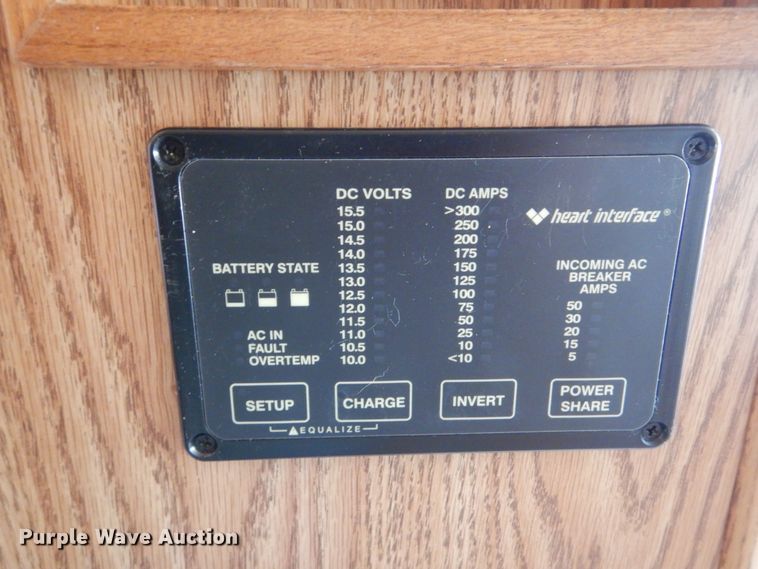 DC VOLTS
15.5
15.0
14.5
14.0
13.5
13.0
12.5
12.0
11.5
11.0
10.5
10.0
DC AMPS
>300
250
200
175
150
125
100
75
50
25
10
<10
heart interface®
BATTERY STATE
AC IN
FAULT
OVERTEMP
INCOMING AC
BREAKER
AMPS
50
30
20
15
5
SETUP
CHARGE
INVERT
POWER
SHARE
EQUALIZE
Purple Wave Auction